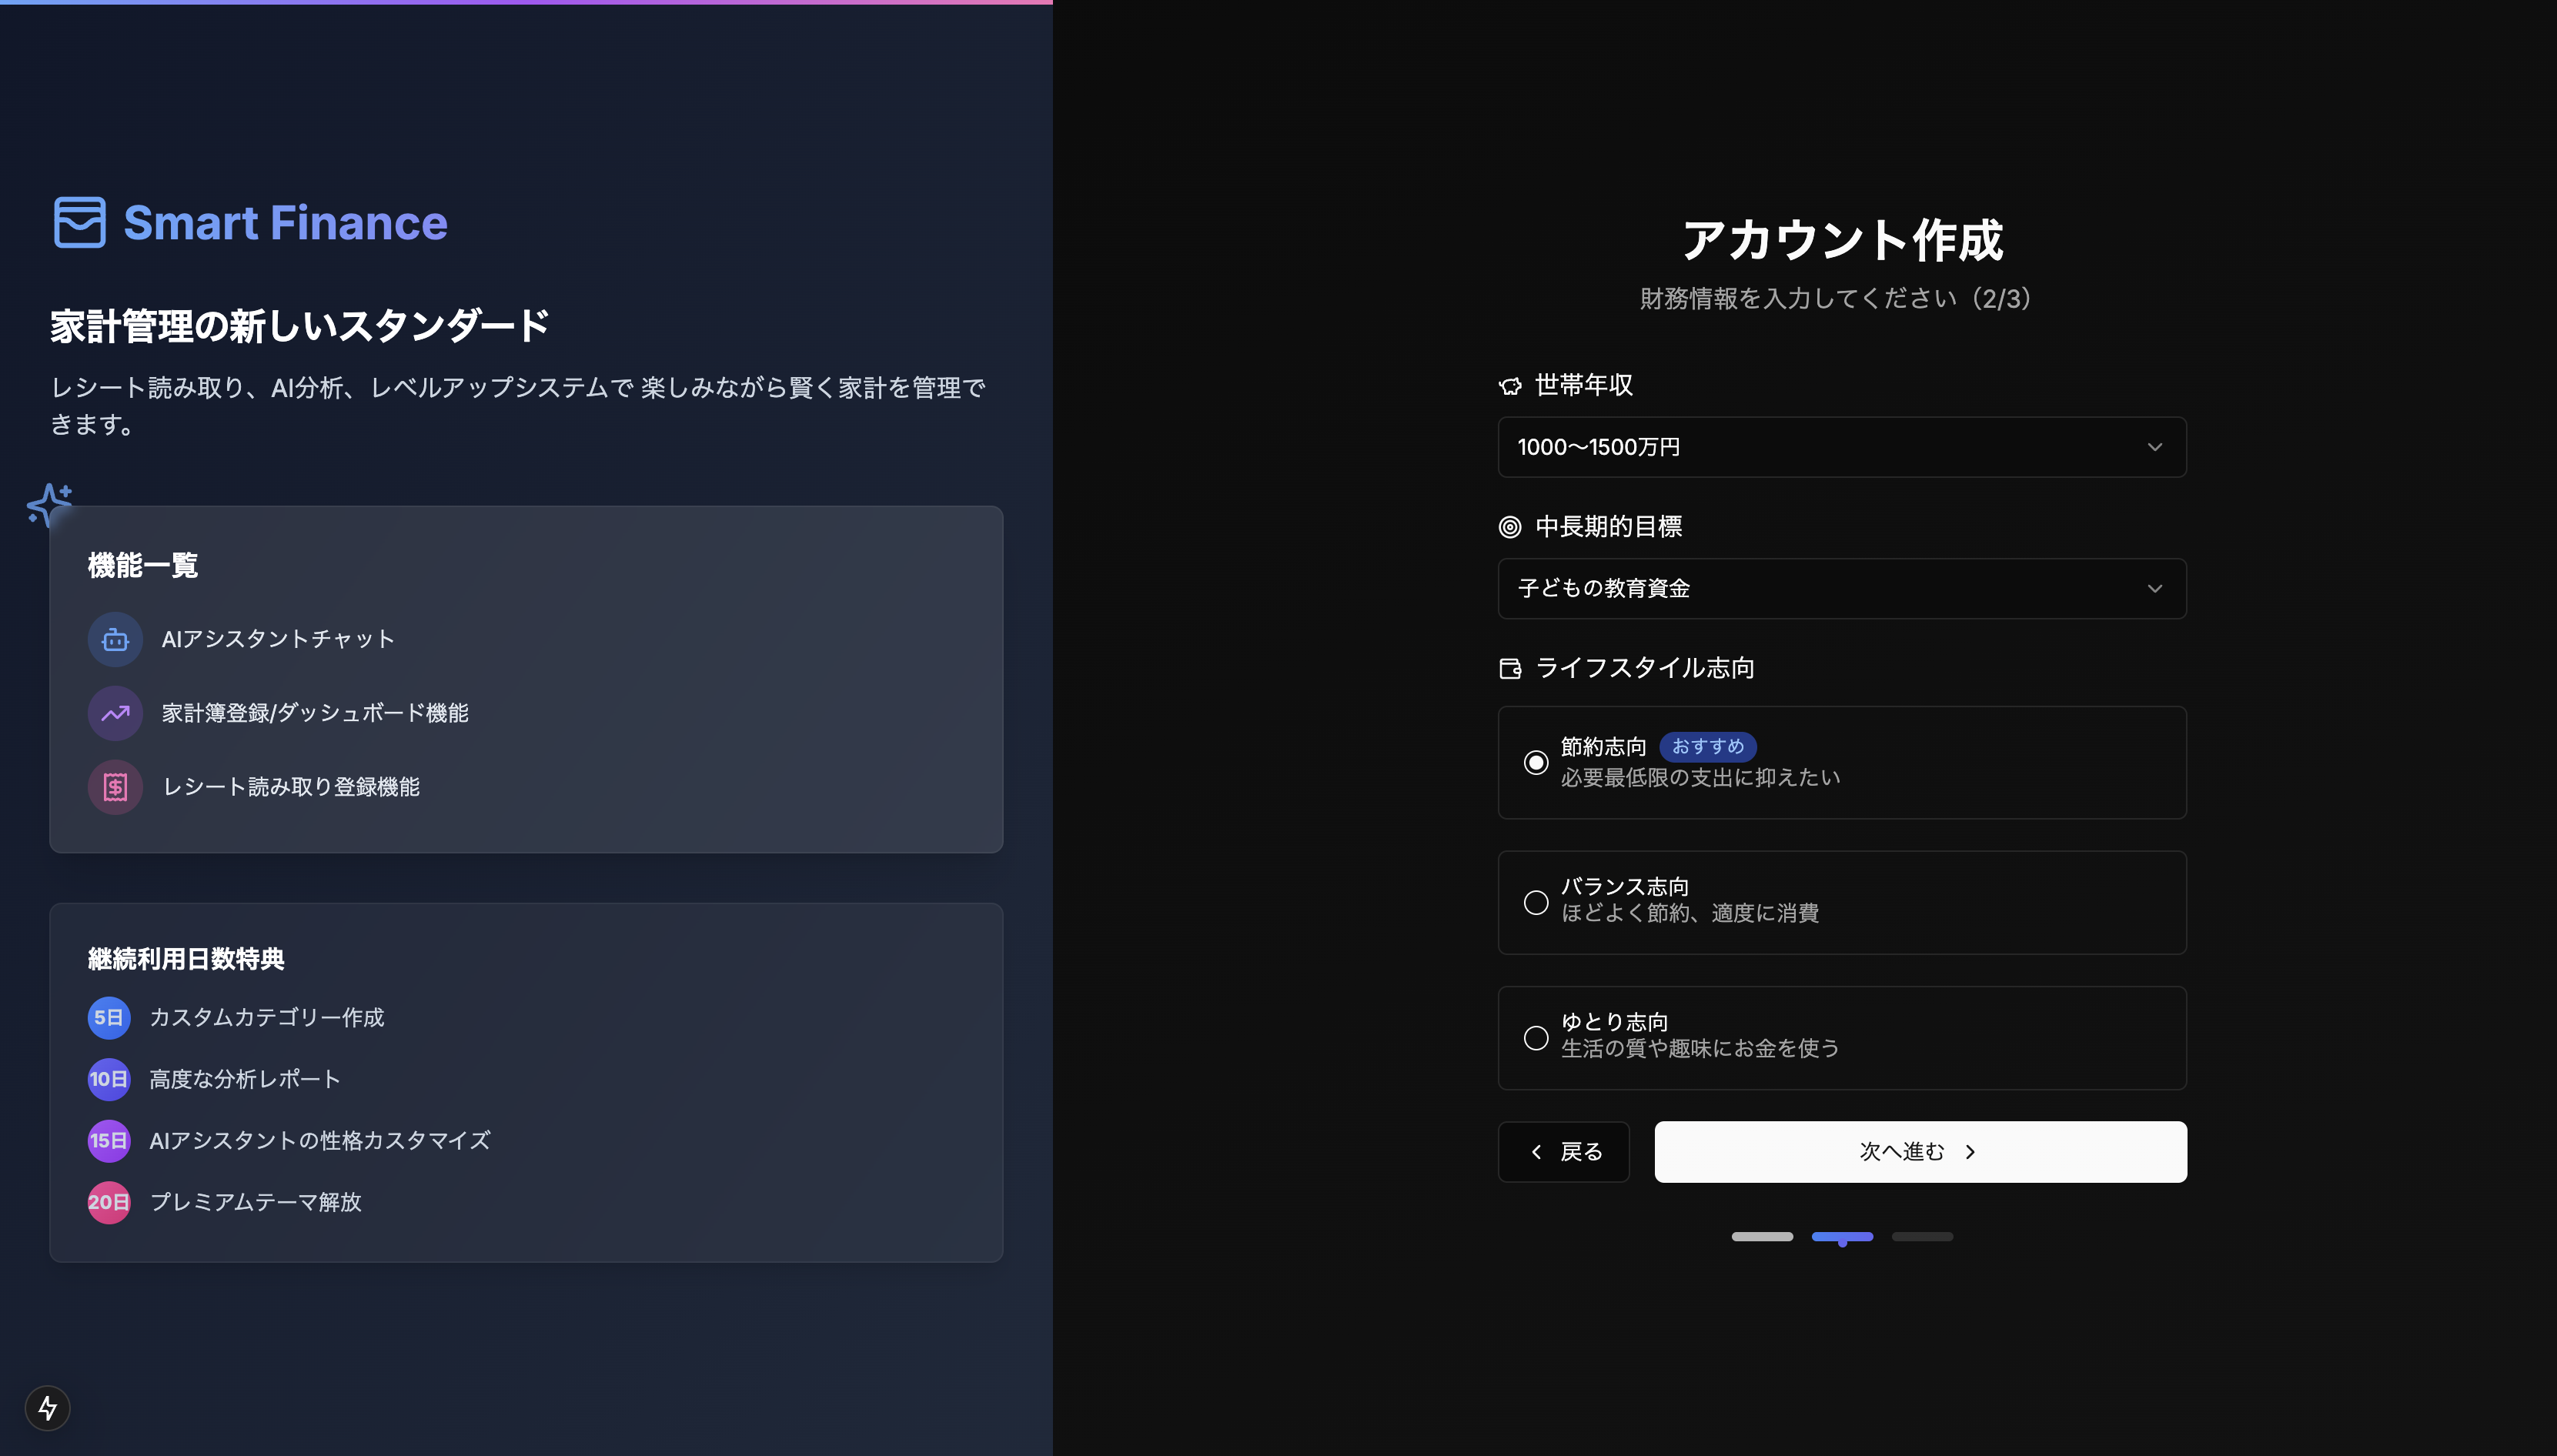 Smart Finance
家計管理の新しいスタンダード
レシート読み取り、AI分析、レベルアップシステムで 楽しみながら賢く家計を管理で
きます。
機能一覧
AIアシスタントチャット
家計簿登録/ダッシュボード機能
レシート読み取り登録機能
継続利用日数特典
5日 カスタムカテゴリー作成
10日 高度な分析レポート
15日 AIアシスタントの性格カスタマイズ
20日 プレミアムテーマ解放
アカウント作成
財務情報を入力してください（2/3）
世帯年収
1000〜1500万円
中長期的目標
子どもの教育資金
ライフスタイル志向
節約志向 おすすめ
必要最低限の支出に抑えたい
バランス志向
ほどよく節約、適度に消費
ゆとり志向
生活の質や趣味にお金を使う
戻る 次へ進む